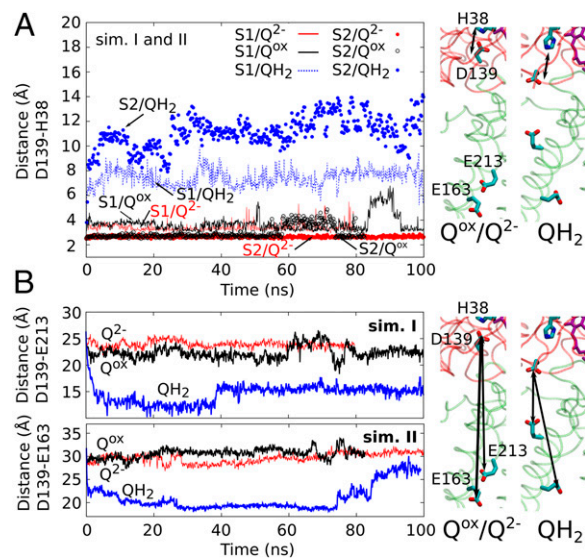 A
sim. I and II
S1/Q2-
S2/Q2-
S1/Qox
S2/Qox
S1/QH2
S2/QH2
Distance (Å)
D139-H38
20
18
16
14
12
10
8
6
4
2
S2/QH2
S1/Qox
S1/Q2-
S1/QH2
S2/Q2-
S2/Qox
0 20 40 60 80 100
Time (ns)
H38
D139
E213
E163
Qox/Q2-
QH2
B
Distance (Å)
D139-E213
30
25
20
15
sim. I
Q2-
Qox
QH2
Distance (Å)
D139-E163
35
30
25
20
sim. II
Qox
Q2-
QH2
0 20 40 60 80 100
Time (ns)
H38
D139
E213
E163
Qox/Q2-
QH2